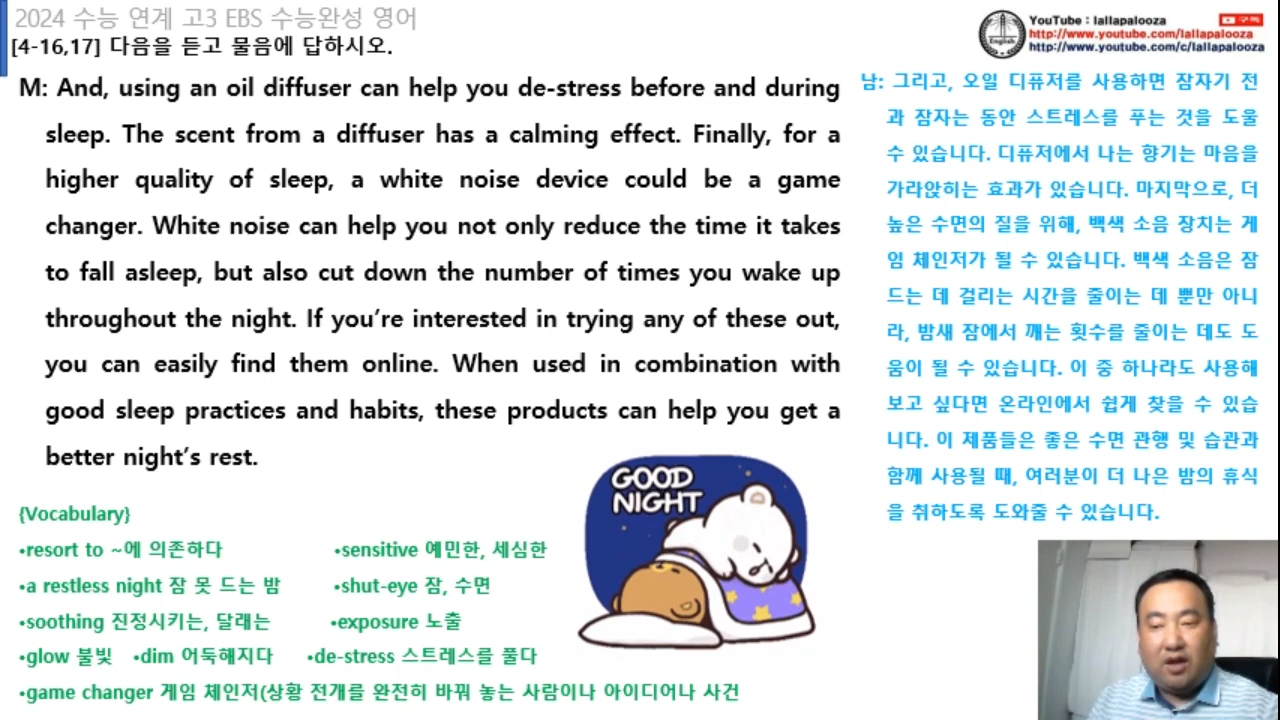 2024 수능 연계 고3 EBS 수능완성 영어
[4-16,17] 다음을 듣고 물음에 답하시오.
YouTube : lallapalooza
구독
http://www.youtube.com/lallapalooza
http://www.youtube.com/c/lallapalooza
English
M: And, using an oil diffuser can help you de-stress before and during
sleep. The scent from a diffuser has a calming effect. Finally, for a
higher quality of sleep, a white noise device could be a game
changer. White noise can help you not only reduce the time it takes
to fall asleep, but also cut down the number of times you wake up
throughout the night. If you’re interested in trying any of these out,
you can easily find them online. When used in combination with
good sleep practices and habits, these products can help you get a
better night’s rest.
남: 그리고, 오일 디퓨저를 사용하면 잠자기 전
과 잠자는 동안 스트레스를 푸는 것을 도울
수 있습니다. 디퓨저에서 나는 향기는 마음을
가라앉히는 효과가 있습니다. 마지막으로, 더
높은 수면의 질을 위해, 백색 소음 장치는 게
임 체인저가 될 수 있습니다. 백색 소음은 잠
드는 데 걸리는 시간을 줄이는 데 뿐만 아니
라, 밤새 잠에서 깨는 횟수를 줄이는 데도 도
움이 될 수 있습니다. 이 중 하나라도 사용해
보고 싶다면 온라인에서 쉽게 찾을 수 있습
니다. 이 제품들은 좋은 수면 관행 및 습관과
함께 사용될 때, 여러분이 더 나은 밤의 휴식
을 취하도록 도와줄 수 있습니다.
GOOD
NIGHT
{Vocabulary}
•resort to ~에 의존하다 •sensitive 예민한, 세심한
•a restless night 잠 못 드는 밤 •shut-eye 잠, 수면
•soothing 진정시키는, 달래는 •exposure 노출
•glow 불빛 •dim 어둑해지다 •de-stress 스트레스를 풀다
•game changer 게임 체인저(상황 전개를 완전히 바꿔 놓는 사람이나 아이디어나 사건